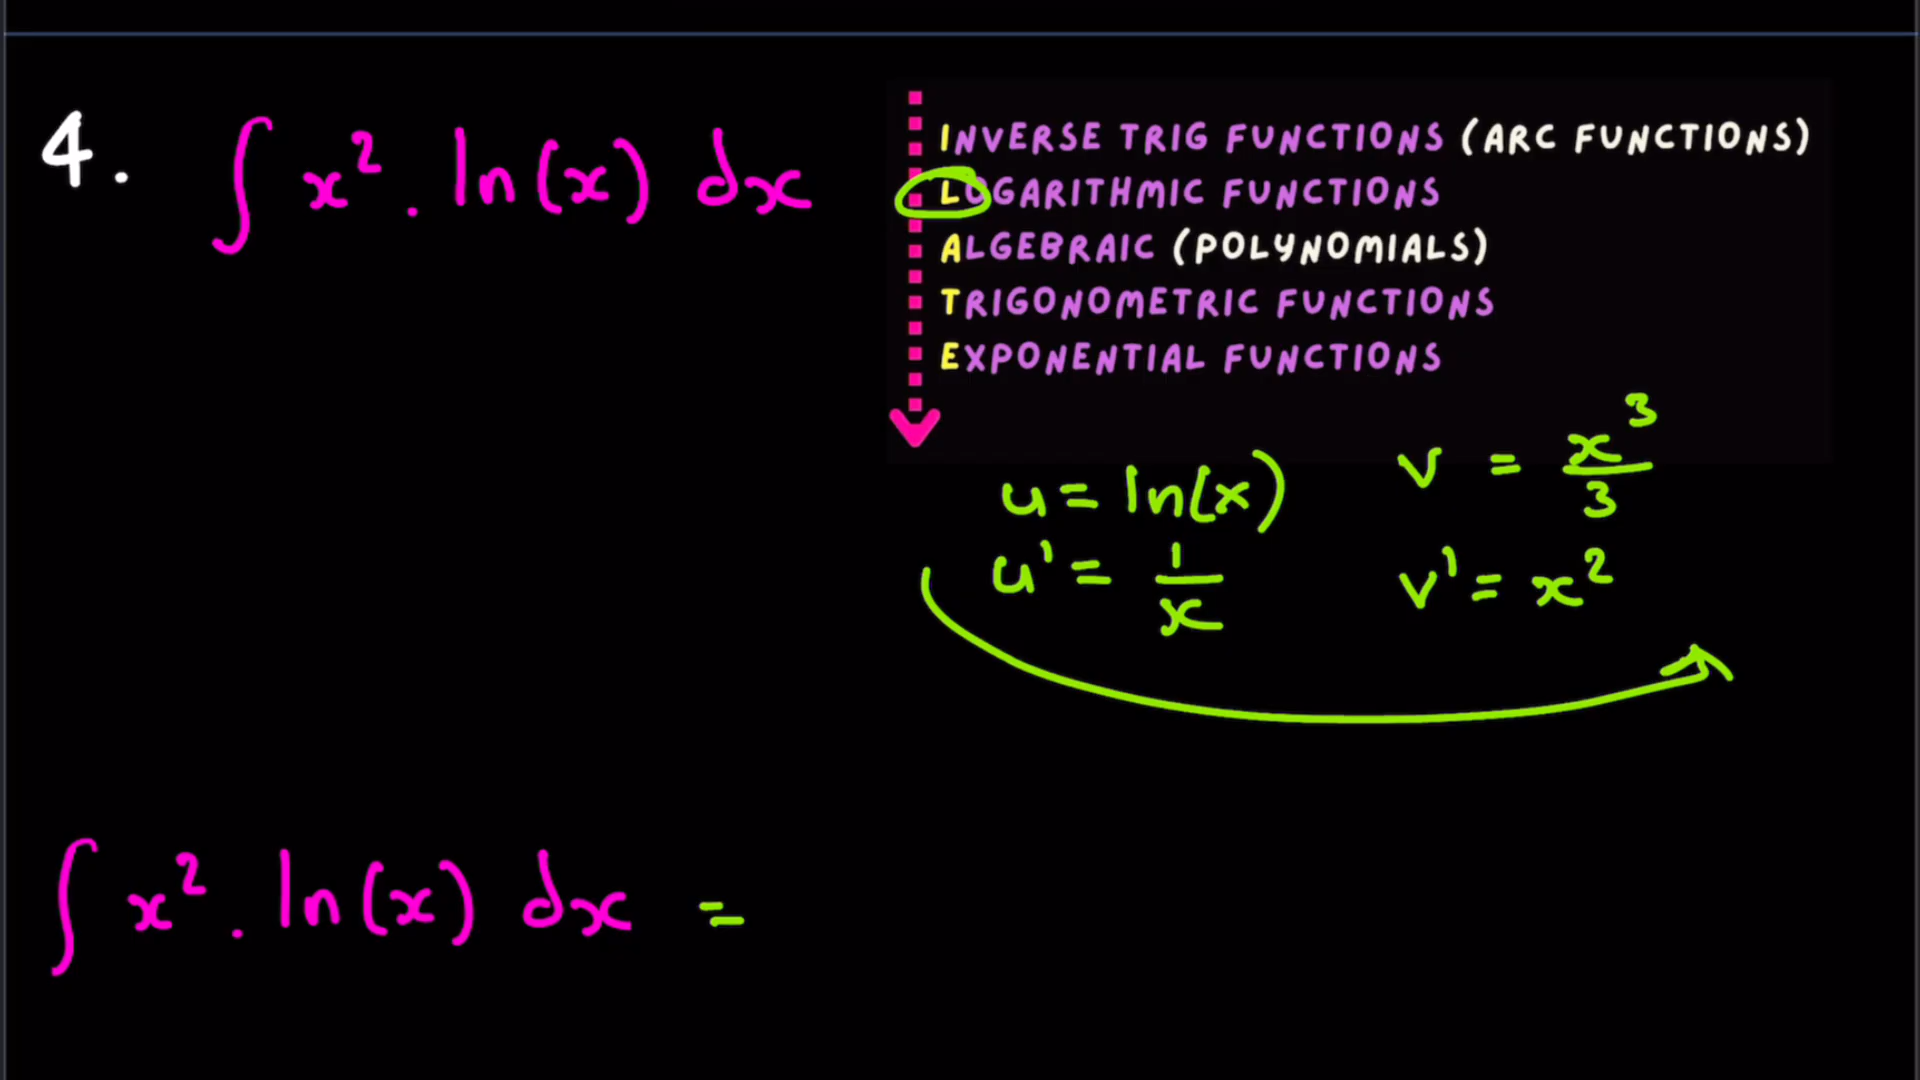 4. ∫ x² . ln(x) dx
INVERSE TRIG FUNCTIONS (ARC FUNCTIONS)
LOGARITHMIC FUNCTIONS
ALGEBRAIC (POLYNOMIALS)
TRIGONOMETRIC FUNCTIONS
EXPONENTIAL FUNCTIONS
u = ln(x) v = x³/3
u' = 1/x v' = x²
∫ x² . ln(x) dx =